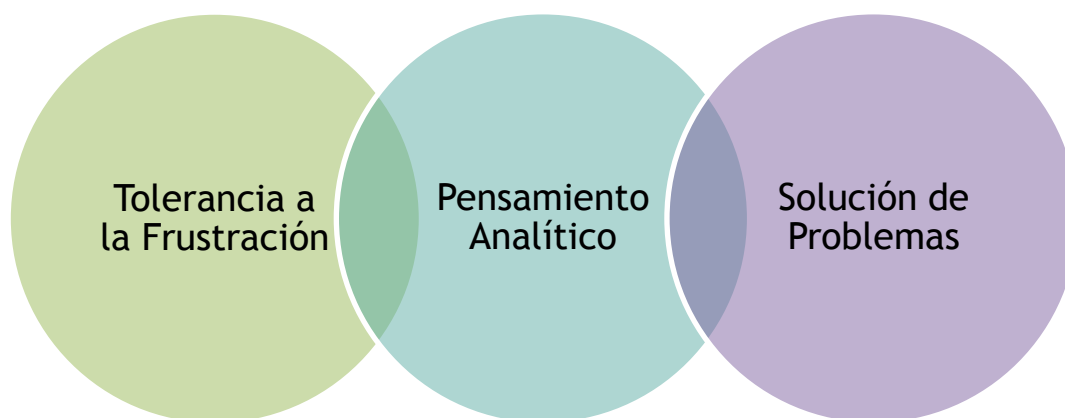 Tolerancia a
la Frustración
Pensamiento
Analítico
Solución de
Problemas